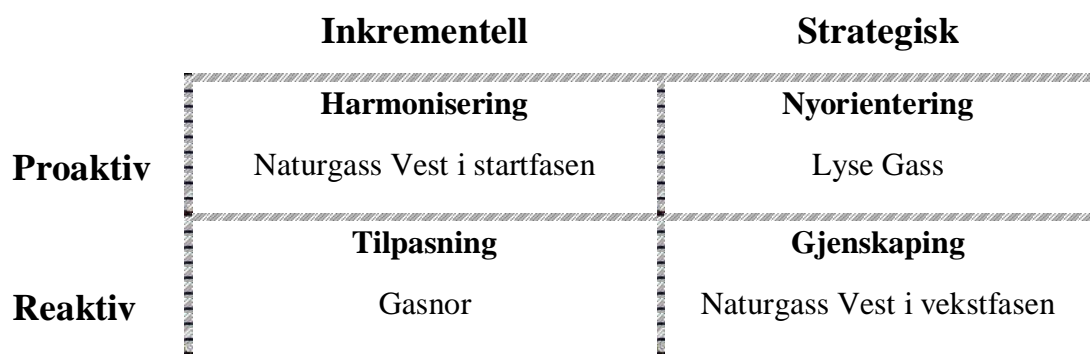 Inkrementell Strategisk
Harmonisering Nyorientering
Proaktiv Naturgass Vest i startfasen Lyse Gass
Tilpasning Gjenskaping
Reaktiv Gasnor Naturgass Vest i vekstfasen